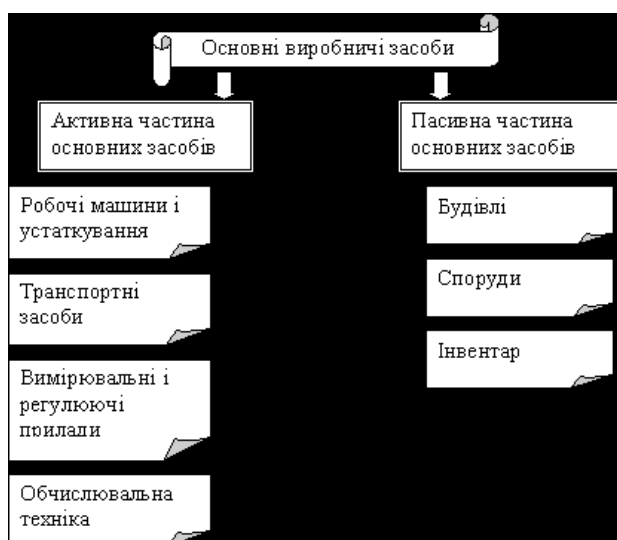 Основні виробничі засоби
Активна частина
основних засобів
Пасивна частина
основних засобів
Робочі машини і
устаткування
Транспортні
засоби
Вимірювальні і
регулюючі
прилади
Обчислювальна
техніка
Будівлі
Споруди
Інвентар